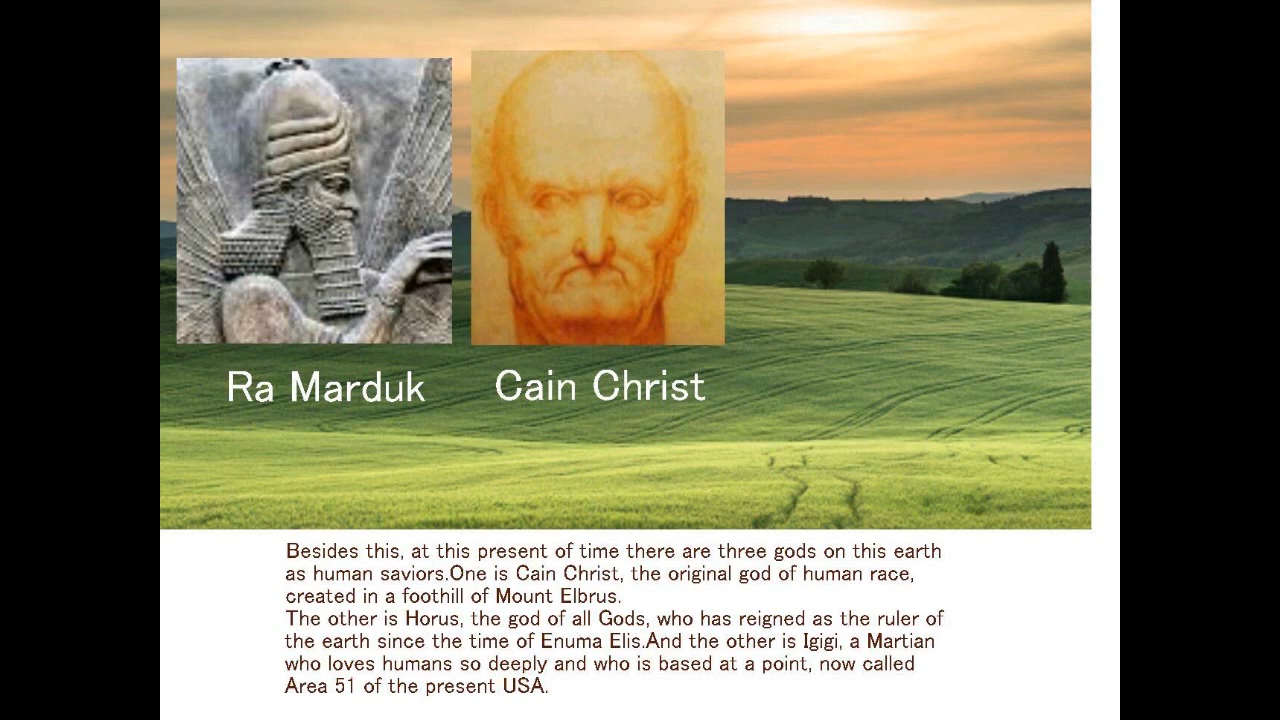 Ra Marduk
Cain Christ
Besides this, at this present of time there are three gods on this earth
as human saviors.One is Cain Christ, the original god of human race,
created in a foothill of Mount Elbrus.
The other is Horus, the god of all Gods, who has reigned as the ruler of
the earth since the time of Enuma Elis.And the other is Igigi, a Martian
who loves humans so deeply and who is based at a point, now called
Area 51 of the present USA.